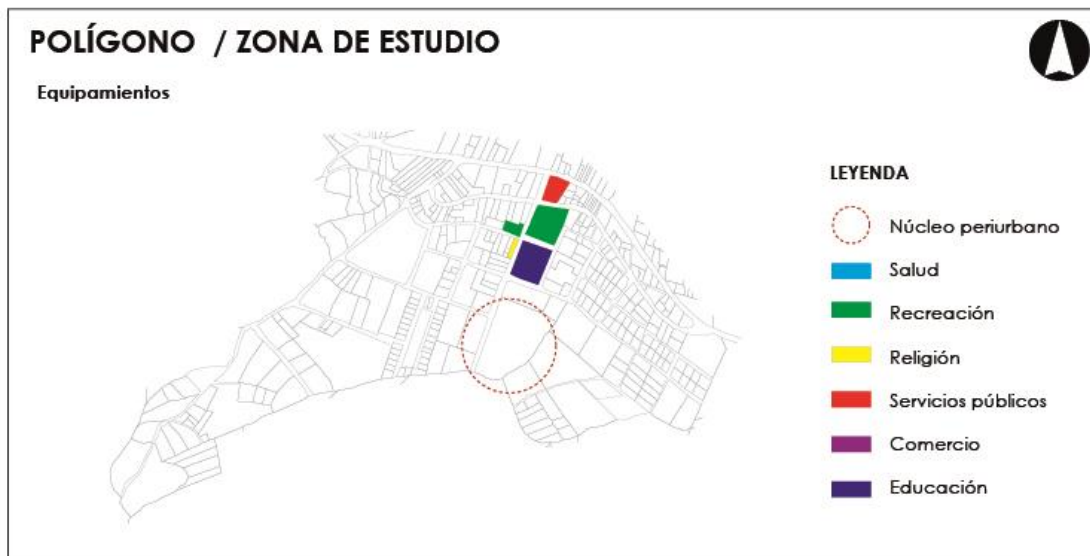 POLÍGONO / ZONA DE ESTUDIO
Equipamientos
LEYENDA
Núcleo periurbano
Salud
Recreación
Religión
Servicios públicos
Comercio
Educación